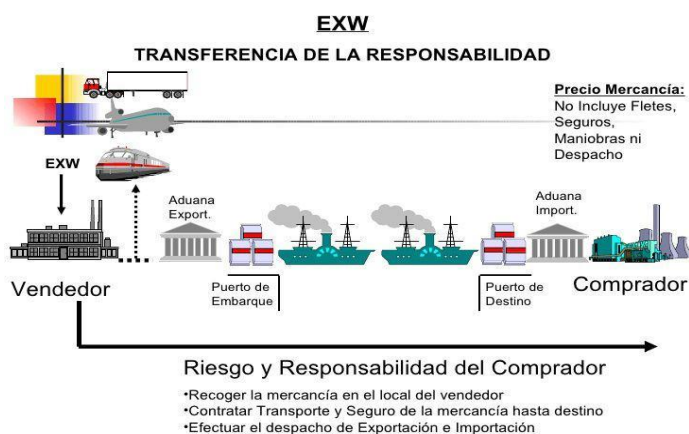 EXW
TRANSFERENCIA DE LA RESPONSABILIDAD
Precio Mercancía:
No Incluye Fletes,
Seguros,
Maniobras ni
Despacho
EXW
Aduana
Export.
Aduana
Import.
Vendedor
Puerto de
Embarque
Puerto de
Destino
Comprador
Riesgo y Responsabilidad del Comprador
•Recoger la mercancía en el local del vendedor
•Contratar Transporte y Seguro de la mercancía hasta destino
•Efectuar el despacho de Exportación e Importación